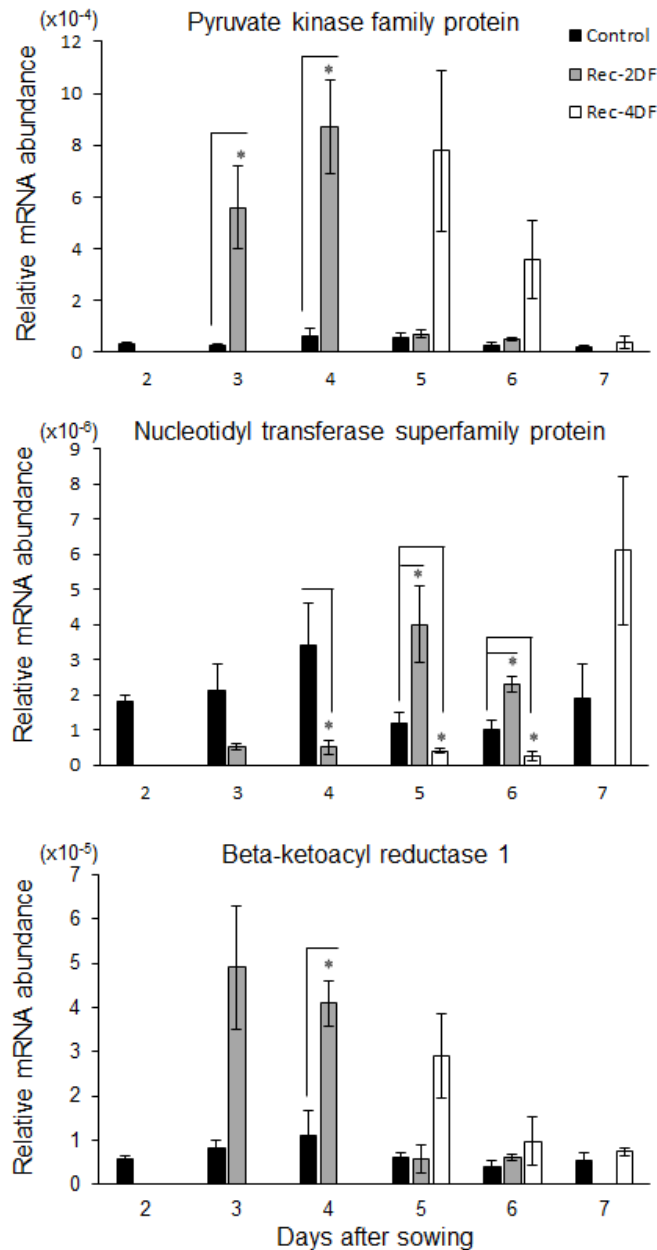 Pyruvate kinase family protein
(x10⁻⁴)
Control
Rec-2DF
Rec-4DF
Relative mRNA abundance
12
10
8
6
4
2
0
* *
2 3 4 5 6 7
(x10⁻⁶)
Nucleotidyl transferase superfamily protein
Relative mRNA abundance
9
8
7
6
5
4
3
2
1
0
* * * * *
2 3 4 5 6 7
(x10⁻⁵)
Beta-ketoacyl reductase 1
Relative mRNA abundance
7
6
5
4
3
2
1
0
*
2 3 4 5 6 7
Days after sowing